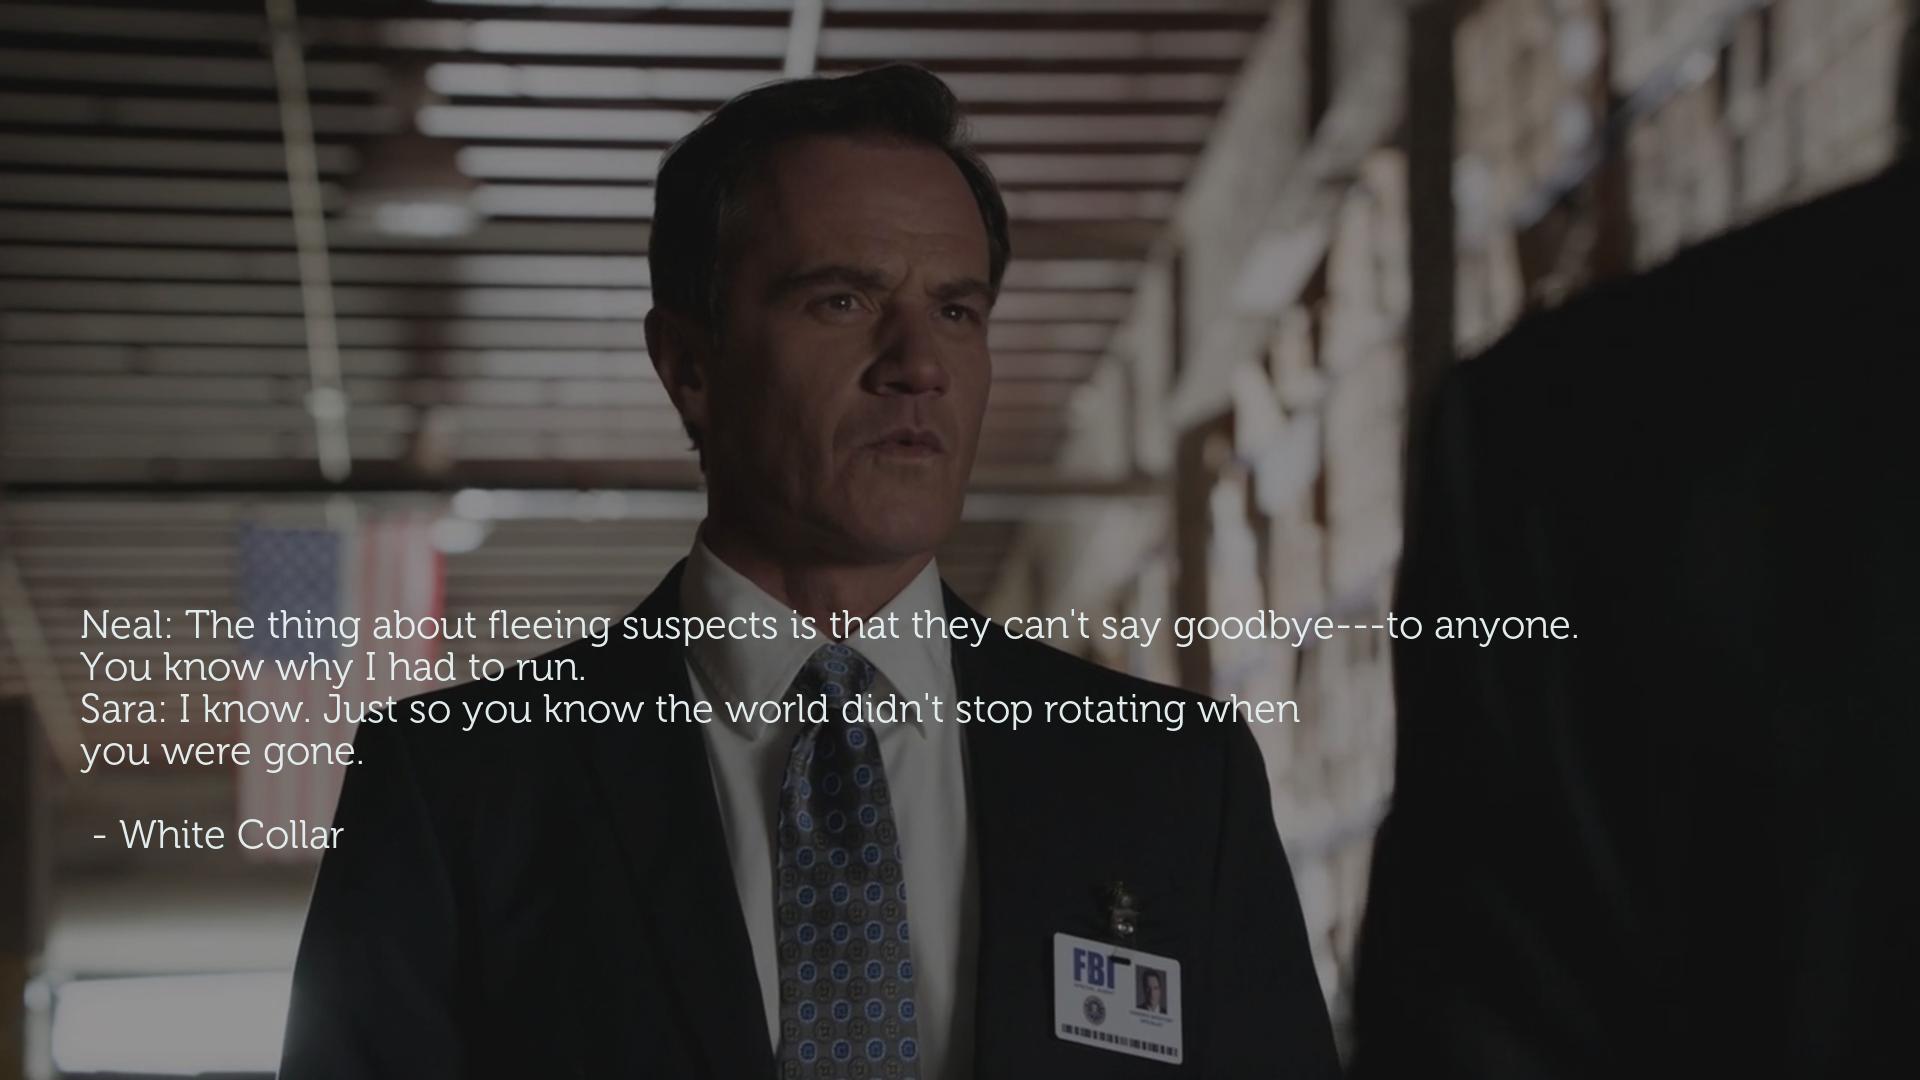 Neal: The thing about fleeing suspects is that they can't say goodbye---to anyone.
You know why I had to run.
Sara: I know. Just so you know the world didn't stop rotating when
you were gone.
- White Collar
FBI